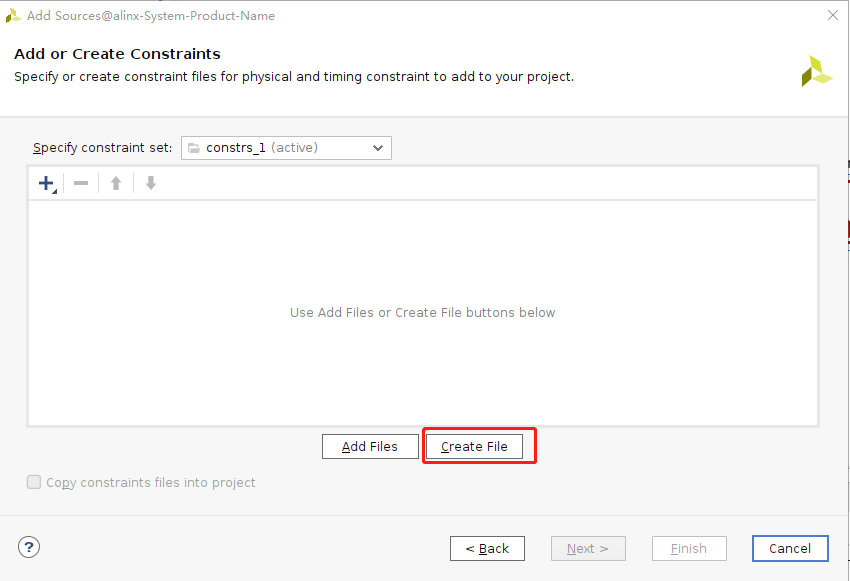 Add Sources@alinx-System-Product-Name
Add or Create Constraints
Specify or create constraint files for physical and timing constraint to add to your project.
Specify constraint set: constrs_1 (active)
Use Add Files or Create File buttons below
Add Files Create File
Copy constraints files into project
? < Back Next > Finish Cancel